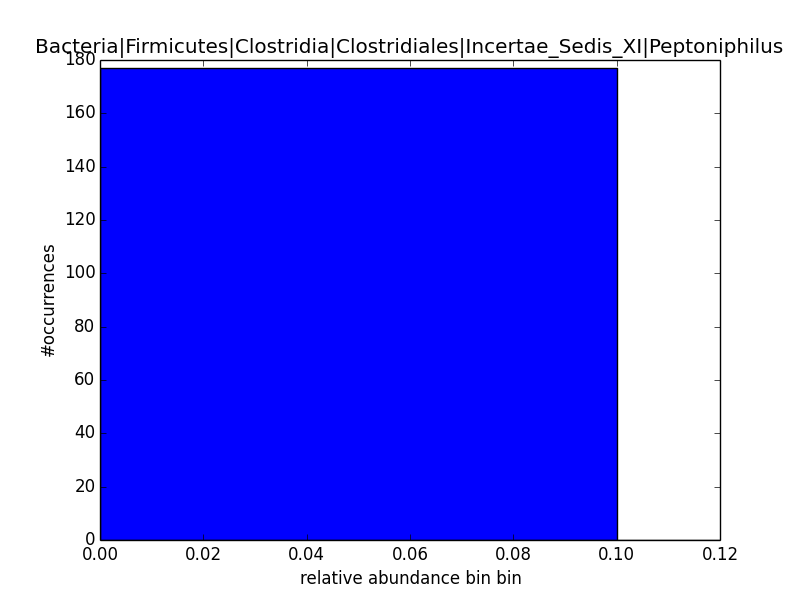 Bacteria|Firmicutes|Clostridia|Clostridiales|Incertae_Sedis_XI|Peptoniphilus
180
160
140
120
100
80
60
40
20
0
#occurrences
0.00 0.02 0.04 0.06 0.08 0.10 0.12
relative abundance bin bin